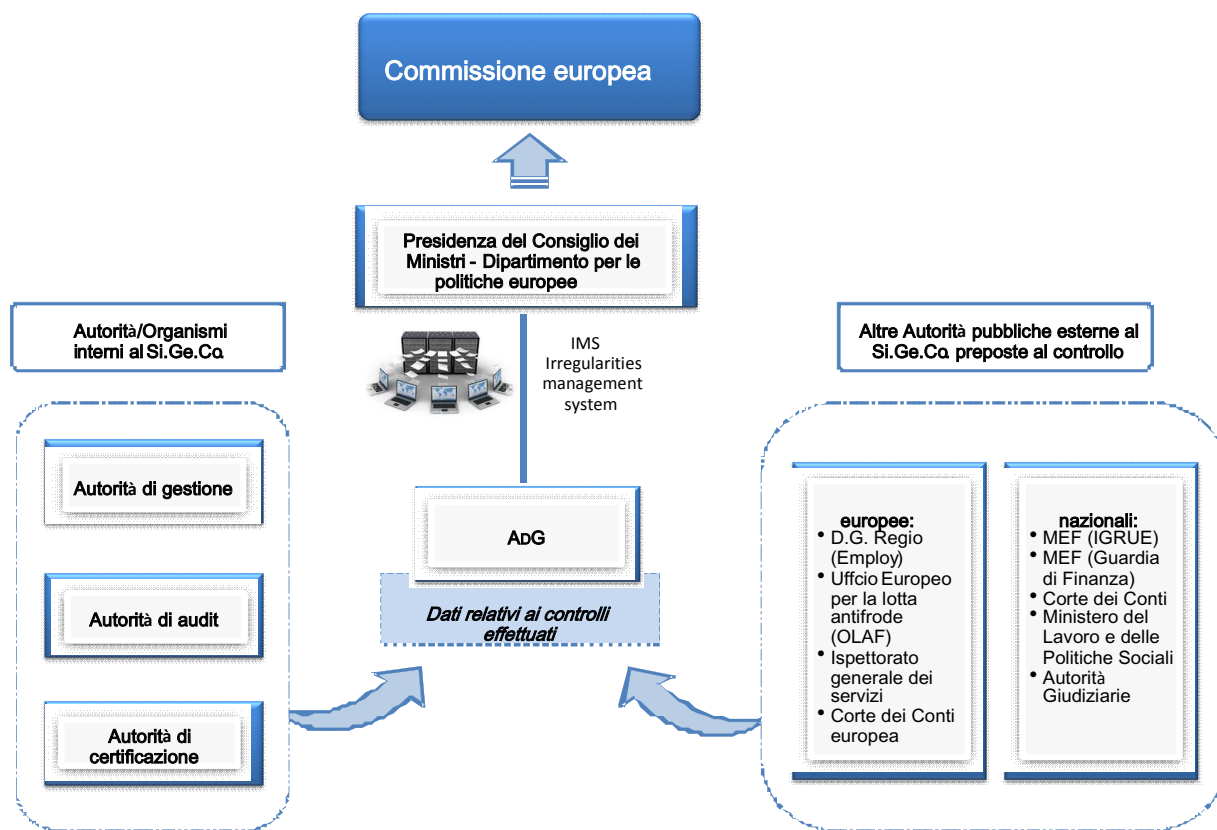 Commissione europea
Presidenza del Consiglio dei
Ministri - Dipartimento per le
politiche europee
Autorità/Organismi
interni al Si.Ge.Co.
IMS
Irregularities
management
system
Altre Autorità pubbliche esterne al
Si.Ge.Co. preposte al controllo
Autorità di gestione
Autorità di audit
Autorità di
certificazione
ADG
Dati relativi ai controlli
effettuati
europee:
• D.G. Regio
(Employ)
• Uffcio Europeo
per la lotta
antifrode
(OLAF)
• Ispettorato
generale dei
servizi
• Corte dei Conti
europea
nazionali:
• MEF (IGRUE)
• MEF (Guardia
di Finanza)
• Corte dei Conti
• Ministero del
Lavoro e delle
Politiche Sociali
• Autorità
Giudiziarie